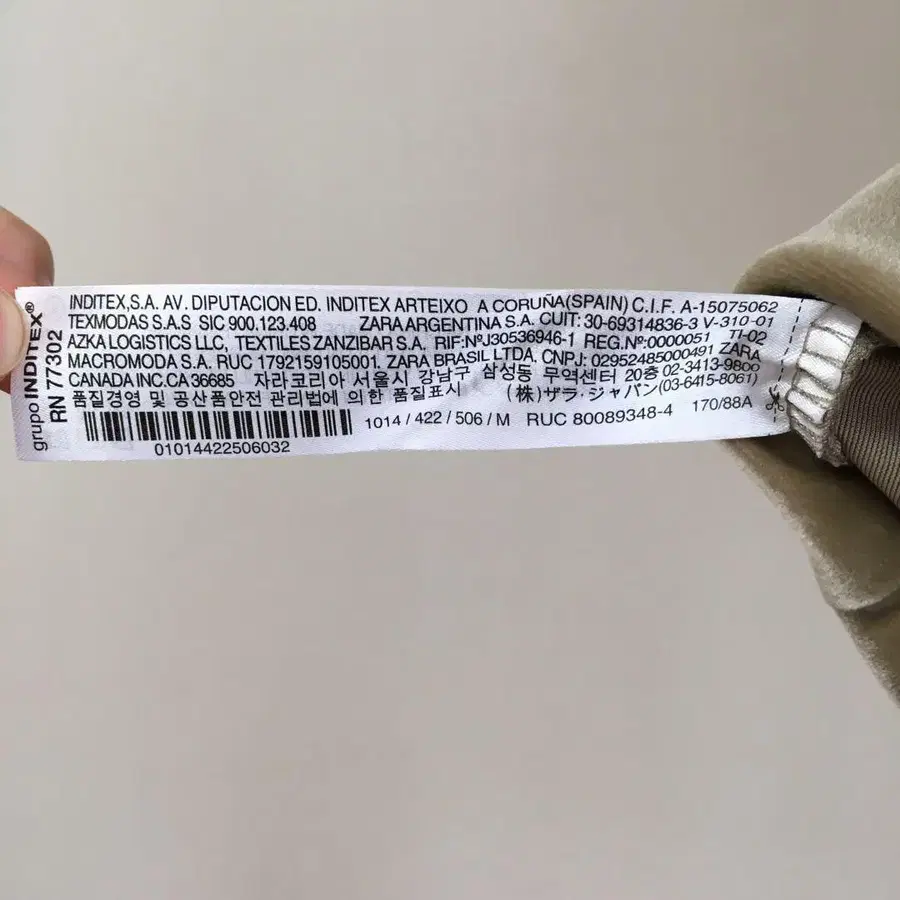 grupo INDITEX®
RN 77302
INDITEX,S.A. AV. DIPUTACION ED. INDITEX ARTEIXO A CORUÑA(SPAIN) C.I.F. A-15075062
TEXMODAS S.A.S SIC 900.123.408 ZARA ARGENTINA S.A. CUIT: 30-69314836-3 V-310-01
AZKA LOGISTICS LLC, TEXTILES ZANZIBAR S.A. RIF:NºJ30536946-1 REG.Nº:0000051 TI-02
MACROMODA S.A. RUC 1792159105001. ZARA BRASIL LTDA. CNPJ: 02952485000491 ZARA
CANADA INC.CA 36685 자라코리아 서울시 강남구 삼성동 무역센터 20층 02-3413-9800
품질경영 및 공산품안전 관리법에 의한 품질표시 (株)ザラ・ジャパン(03-6415-8061)
1014 / 422 / 506 / M RUC 80089348-4 170/88A
01014422506032